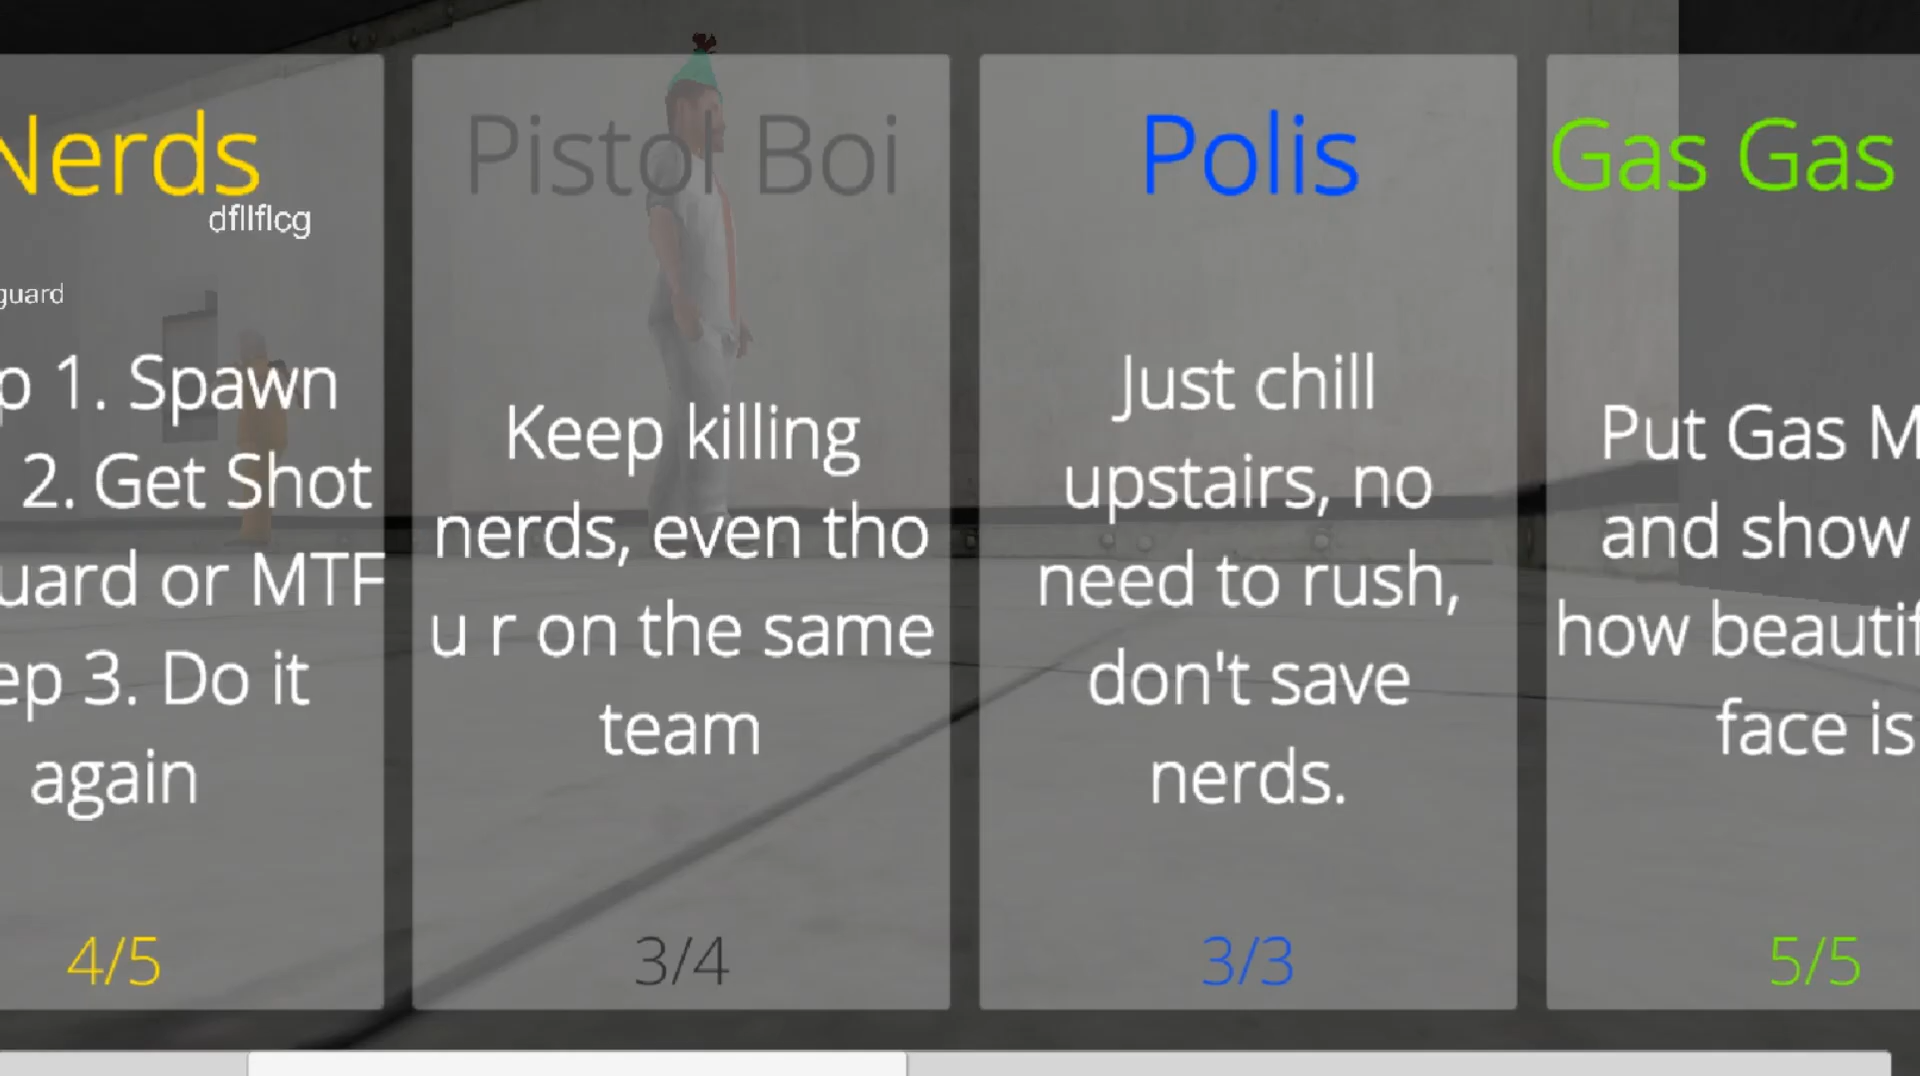 Nerds
dfllflcg
guard
p 1. Spawn
2. Get Shot
uard or MTF
ep 3. Do it
again
4/5
Pistol Boi
Keep killing
nerds, even tho
u r on the same
team
3/4
Polis
Just chill
upstairs, no
need to rush,
don't save
nerds.
3/3
Gas Gas
Put Gas M
and show
how beautif
face is
5/5